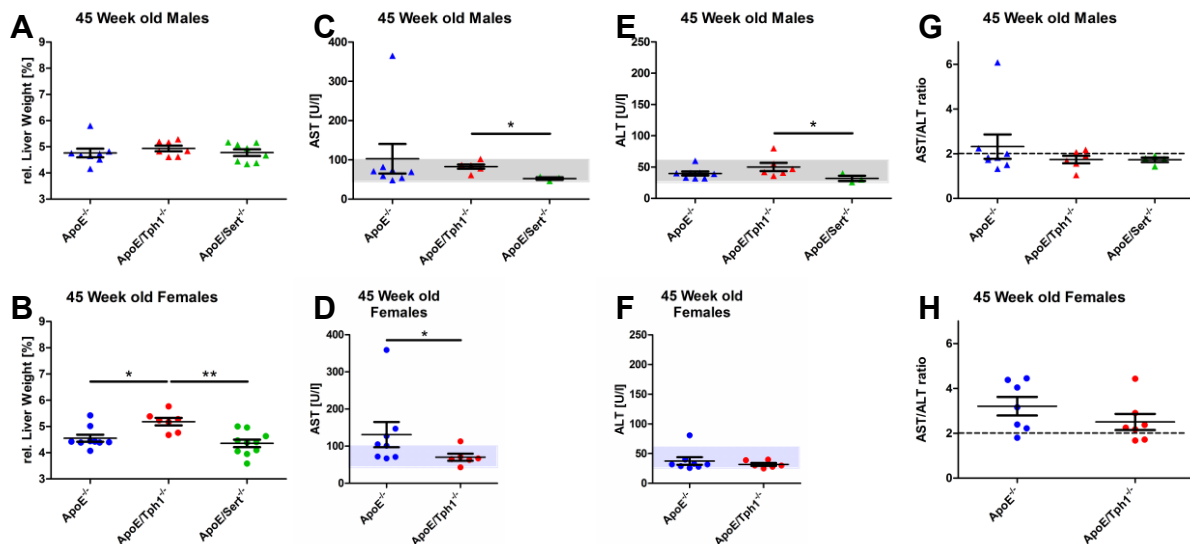 A
45 Week old Males
rel. Liver Weight [%]
9
8
7
6
5
4
3
ApoE-/-
ApoE/Tph1-/-
ApoE/Sert-/-
C
45 Week old Males
AST [U/l]
400
300
200
100
0
*
ApoE-/-
ApoE/Tph1-/-
ApoE/Sert-/-
E
45 Week old Males
ALT [U/l]
250
200
150
100
50
0
*
ApoE-/-
ApoE/Tph1-/-
ApoE/Sert-/-
G
45 Week old Males
AST/ALT ratio
6
4
2
0
ApoE-/-
ApoE/Tph1-/-
ApoE/Sert-/-
B
45 Week old Females
rel. Liver Weight [%]
9
8
7
6
5
4
3
*
**
ApoE-/-
ApoE/Tph1-/-
ApoE/Sert-/-
D
45 Week old
Females
AST [U/l]
400
300
200
100
0
*
ApoE-/-
ApoE/Tph1-/-
F
45 Week old
Females
ALT [U/l]
250
200
150
100
50
0
ApoE-/-
ApoE/Tph1-/-
H
45 Week old Females
AST/ALT ratio
6
4
2
0
ApoE-/-
ApoE/Tph1-/-